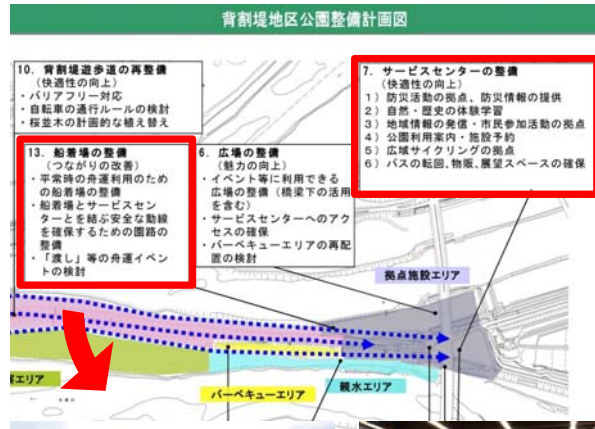 背割堤地区公園整備計画図
10. 背割堤遊歩道の再整備
（快適性の向上）
・バリアフリー対応
・自転車の通行ルールの検討
・桜並木の計画的な植え替え
13. 船着場の整備
（つながりの改善）
・平常時の舟運利用のため
の船着場の整備
・船着場とサービスセン
ターとを結ぶ安全な動線
を確保するための園路の
整備
・「渡し」等の舟運イベン
トの検討
6. 広場の整備
（魅力の向上）
・イベント等に利用できる
広場の整備（橋梁下の活用
を含む）
・サービスセンターへのアク
セスの確保
・バーベキューエリアの再配
置の検討
7. サービスセンターの整備
（快適性の向上）
1）防災活動の拠点、防災情報の提供
2）自然・歴史の体験学習
3）地域情報の発信・市民参加活動の拠点
4）公園利用案内・施設予約
5）広域サイクリングの拠点
6）バスの転回、物販、展望スペースの確保
拠点施設エリア
エリア
バーベキューエリア
親水エリア